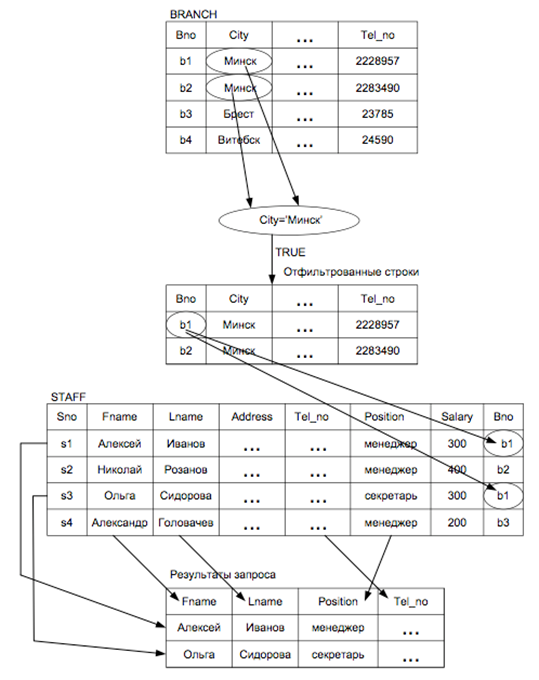 BRANCH
Bno City ... Tel_no
b1 Минск ... 2228957
b2 Минск ... 2283490
b3 Брест ... 23785
b4 Витебск ... 24590
City='Минск'
TRUE
Отфильтрованные строки
Bno City ... Tel_no
b1 Минск ... 2228957
b2 Минск ... 2283490
STAFF
Sno Fname Lname Address Tel_no Position Salary Bno
s1 Алексей Иванов ... ... менеджер 300 b1
s2 Николай Розанов ... ... менеджер 400 b2
s3 Ольга Сидорова ... ... секретарь 300 b1
s4 Александр Головачев ... ... менеджер 200 b3
Результаты запроса
Fname Lname Position Tel_no
Алексей Иванов менеджер ...
Ольга Сидорова секретарь ...